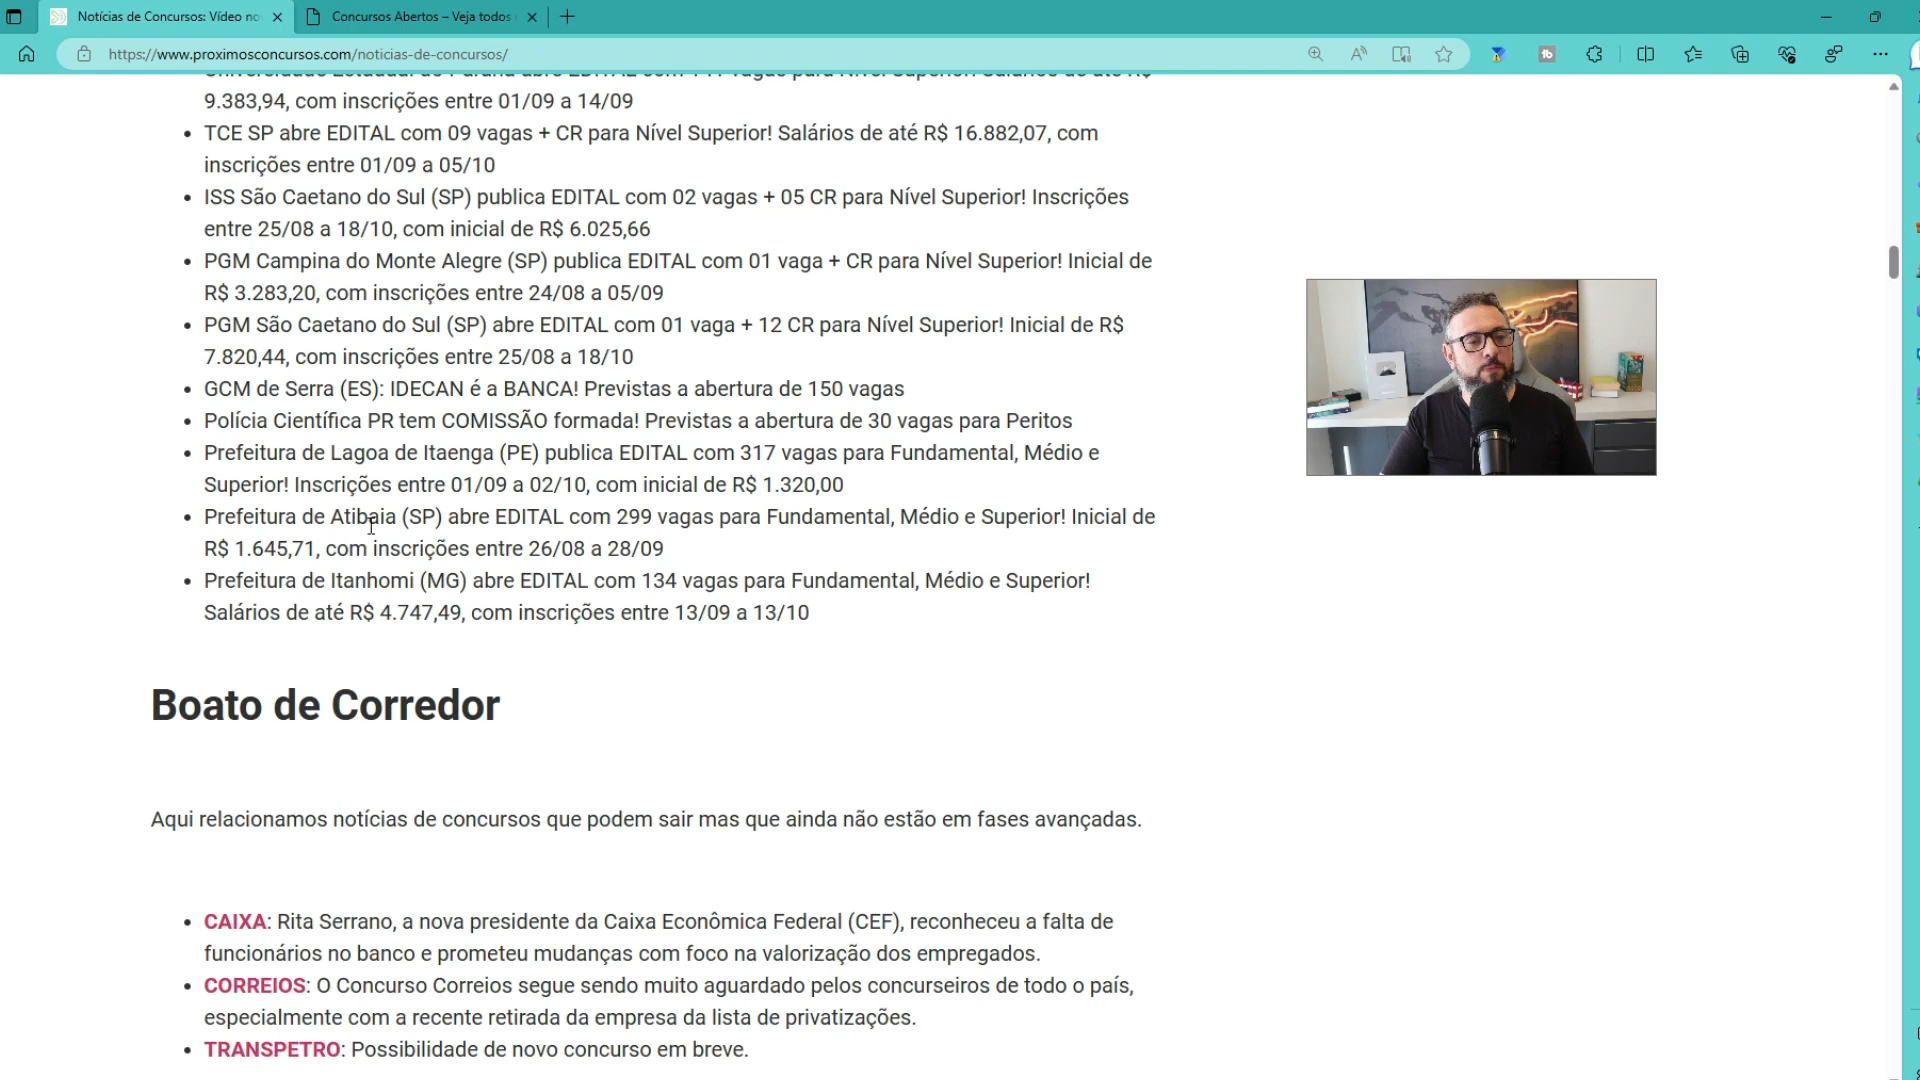 Notícias de Concursos: Vídeo no
Concursos Abertos – Veja todos
https://www.proximosconcursos.com/noticias-de-concursos/
Universidade Estadual do Paraná abre EDITAL com 141 vagas para Nível Superior! Salários de até R$
9.383,94, com inscrições entre 01/09 a 14/09
• TCE SP abre EDITAL com 09 vagas + CR para Nível Superior! Salários de até R$ 16.882,07, com
inscrições entre 01/09 a 05/10
• ISS São Caetano do Sul (SP) publica EDITAL com 02 vagas + 05 CR para Nível Superior! Inscrições
entre 25/08 a 18/10, com inicial de R$ 6.025,66
• PGM Campina do Monte Alegre (SP) publica EDITAL com 01 vaga + CR para Nível Superior! Inicial de
R$ 3.283,20, com inscrições entre 24/08 a 05/09
• PGM São Caetano do Sul (SP) abre EDITAL com 01 vaga + 12 CR para Nível Superior! Inicial de R$
7.820,44, com inscrições entre 25/08 a 18/10
• GCM de Serra (ES): IDECAN é a BANCA! Previstas a abertura de 150 vagas
• Polícia Científica PR tem COMISSÃO formada! Previstas a abertura de 30 vagas para Peritos
• Prefeitura de Lagoa de Itaenga (PE) publica EDITAL com 317 vagas para Fundamental, Médio e
Superior! Inscrições entre 01/09 a 02/10, com inicial de R$ 1.320,00
• Prefeitura de Atibaia (SP) abre EDITAL com 299 vagas para Fundamental, Médio e Superior! Inicial de
R$ 1.645,71, com inscrições entre 26/08 a 28/09
• Prefeitura de Itanhomi (MG) abre EDITAL com 134 vagas para Fundamental, Médio e Superior!
Salários de até R$ 4.747,49, com inscrições entre 13/09 a 13/10
Boato de Corredor
Aqui relacionamos notícias de concursos que podem sair mas que ainda não estão em fases avançadas.
• CAIXA: Rita Serrano, a nova presidente da Caixa Econômica Federal (CEF), reconheceu a falta de
funcionários no banco e prometeu mudanças com foco na valorização dos empregados.
• CORREIOS: O Concurso Correios segue sendo muito aguardado pelos concurseiros de todo o país,
especialmente com a recente retirada da empresa da lista de privatizações.
• TRANSPETRO: Possibilidade de novo concurso em breve.